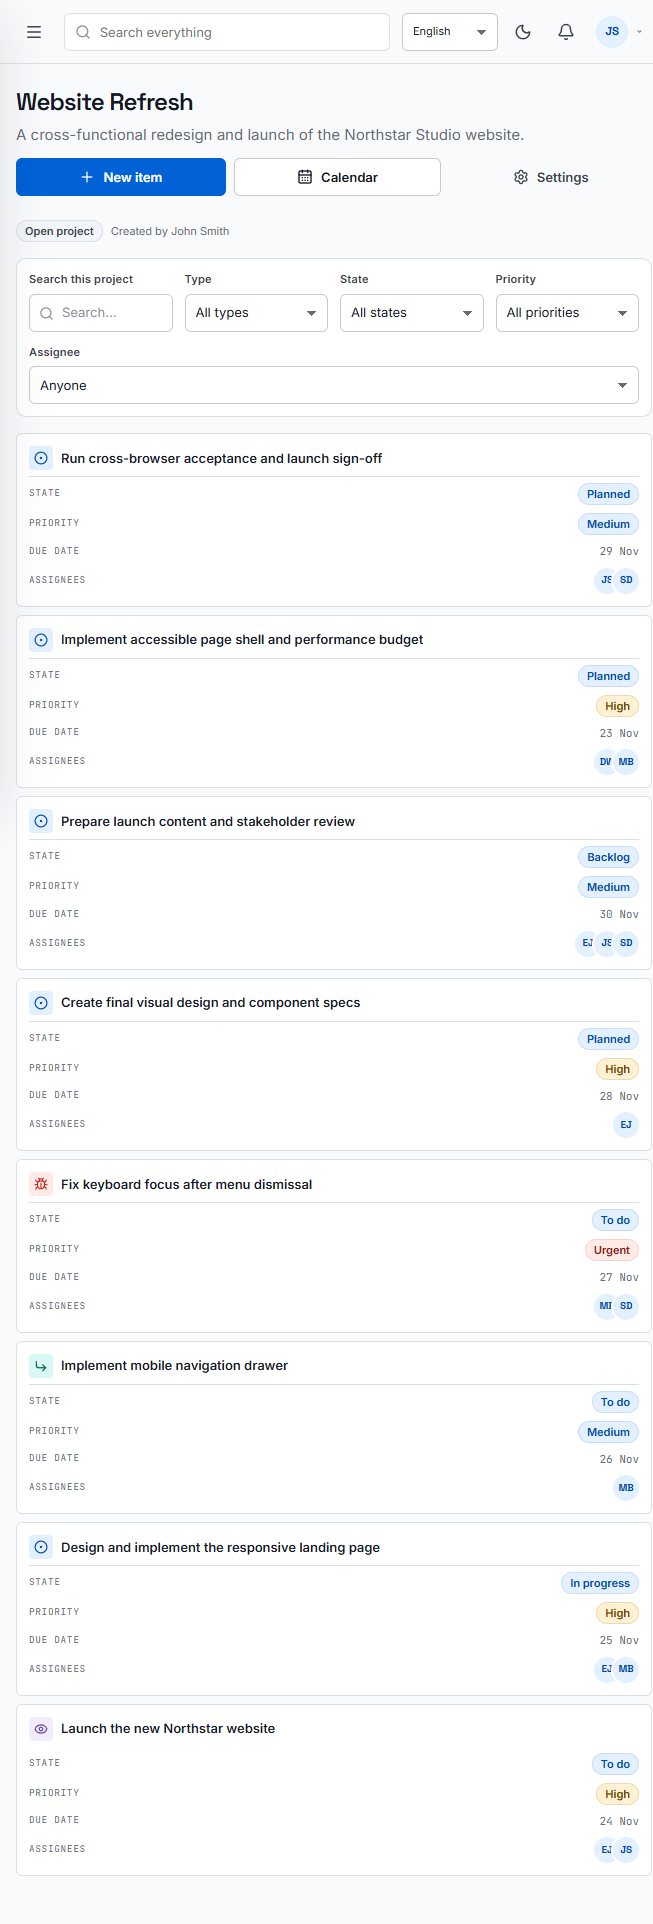 Search everything
English
JS
Website Refresh
A cross-functional redesign and launch of the Northstar Studio website.
New item
Calendar
Settings
Open project
Created by John Smith
Search this project
Type
State
Priority
Search...
All types
All states
All priorities
Assignee
Anyone
Run cross-browser acceptance and launch sign-off
STATE
Planned
PRIORITY
Medium
DUE DATE
29 Nov
ASSIGNEES
JS SD
Implement accessible page shell and performance budget
STATE
Planned
PRIORITY
High
DUE DATE
23 Nov
ASSIGNEES
MB
Prepare launch content and stakeholder review
STATE
Backlog
PRIORITY
Medium
DUE DATE
30 Nov
ASSIGNEES
EJ JS SD
Create final visual design and component specs
STATE
Planned
PRIORITY
High
DUE DATE
28 Nov
ASSIGNEES
EJ
Fix keyboard focus after menu dismissal
STATE
To do
PRIORITY
Urgent
DUE DATE
27 Nov
ASSIGNEES
SD
Implement mobile navigation drawer
STATE
To do
PRIORITY
Medium
DUE DATE
26 Nov
ASSIGNEES
MB
Design and implement the responsive landing page
STATE
In progress
PRIORITY
High
DUE DATE
25 Nov
ASSIGNEES
EJ MB
Launch the new Northstar website
STATE
To do
PRIORITY
High
DUE DATE
24 Nov
ASSIGNEES
EJ JS